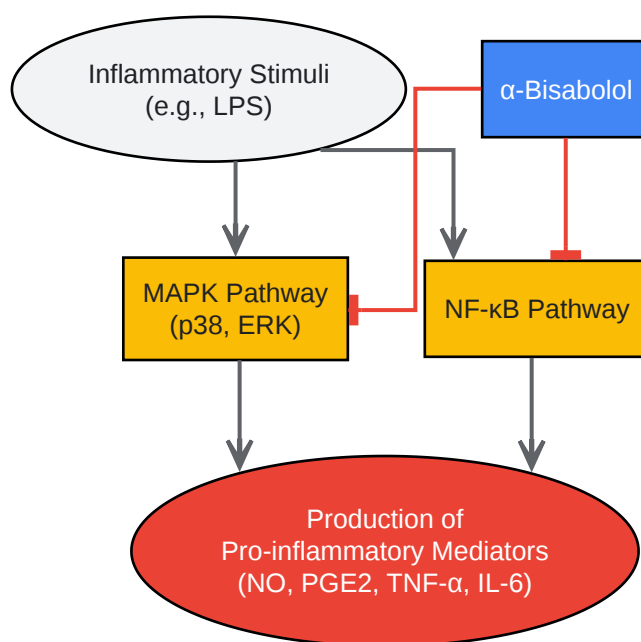 Inflammatory Stimuli
(e.g., LPS)
α-Bisabolol
MAPK Pathway
(p38, ERK)
NF-κB Pathway
Production of
Pro-inflammatory Mediators
(NO, PGE2, TNF-α, IL-6)